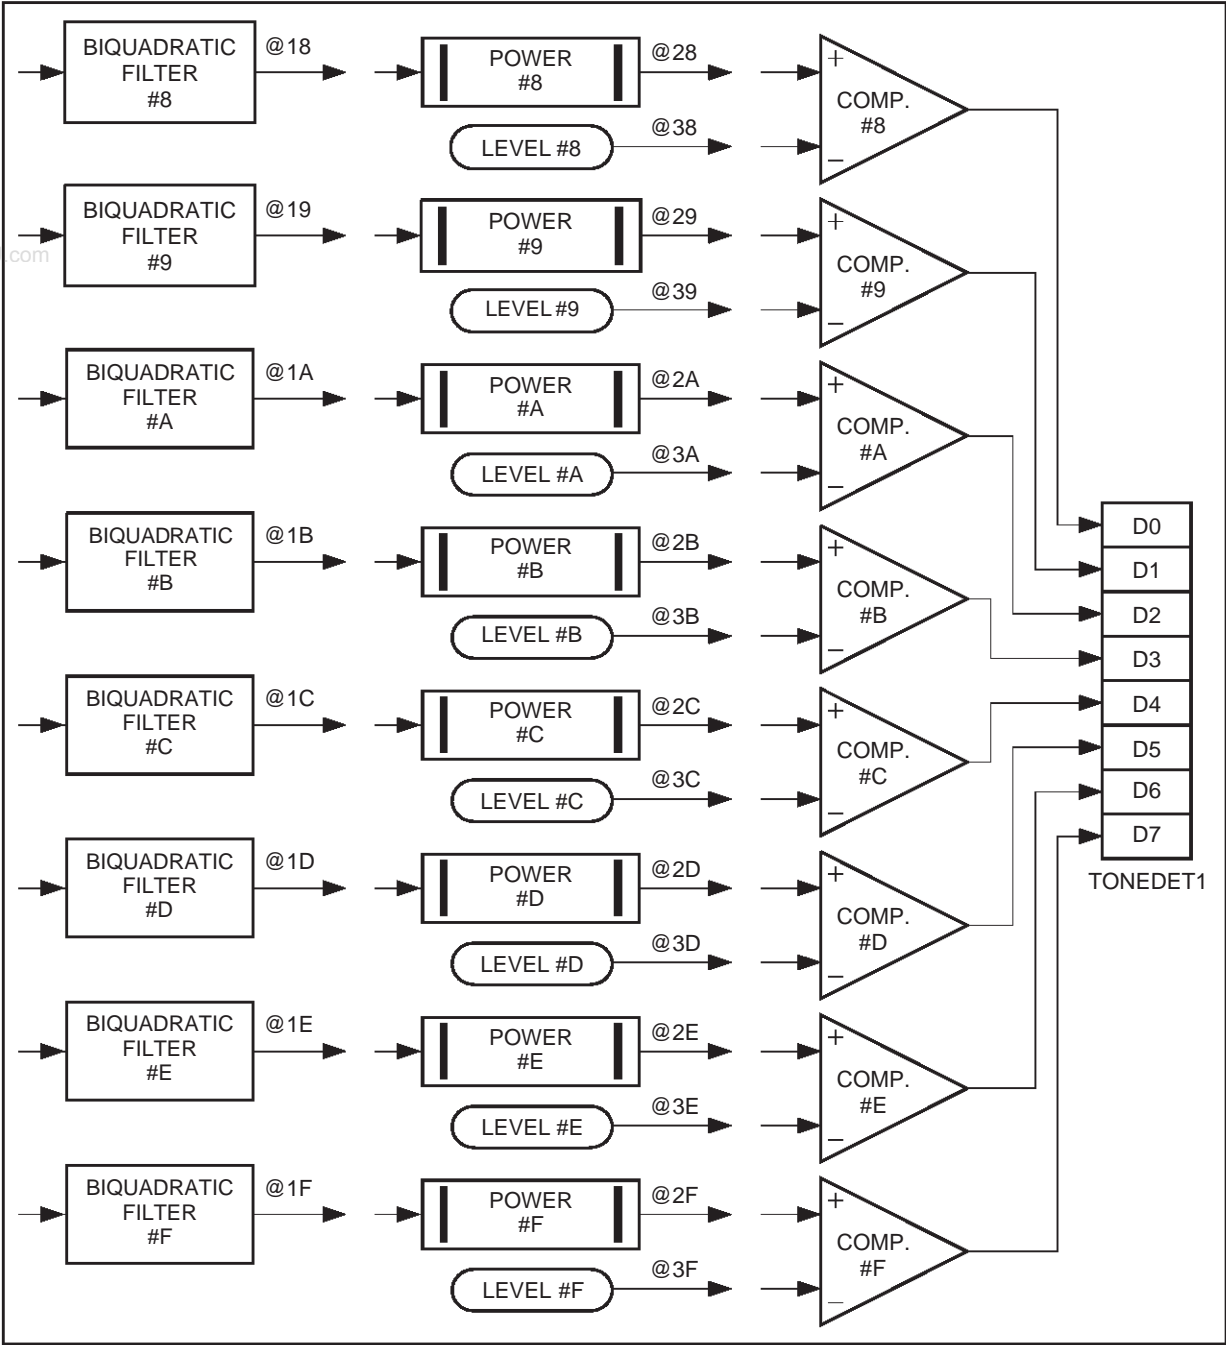 BIQUADRATIC
FILTER
#8
@18
POWER
#8
@28
LEVEL #8
@38
+
−
COMP.
#8
BIQUADRATIC
FILTER
#9
@19
POWER
#9
@29
LEVEL #9
@39
+
−
COMP.
#9
.com
BIQUADRATIC
FILTER
#A
@1A
POWER
#A
@2A
LEVEL #A
@3A
+
−
COMP.
#A
BIQUADRATIC
FILTER
#B
@1B
POWER
#B
@2B
LEVEL #B
@3B
+
−
COMP.
#B
BIQUADRATIC
FILTER
#C
@1C
POWER
#C
@2C
LEVEL #C
@3C
+
−
COMP.
#C
BIQUADRATIC
FILTER
#D
@1D
POWER
#D
@2D
LEVEL #D
@3D
+
−
COMP.
#D
BIQUADRATIC
FILTER
#E
@1E
POWER
#E
@2E
LEVEL #E
@3E
+
−
COMP.
#E
BIQUADRATIC
FILTER
#F
@1F
POWER
#F
@2F
LEVEL #F
@3F
+
−
COMP.
#F
D0
D1
D2
D3
D4
D5
D6
D7
TONEDET1